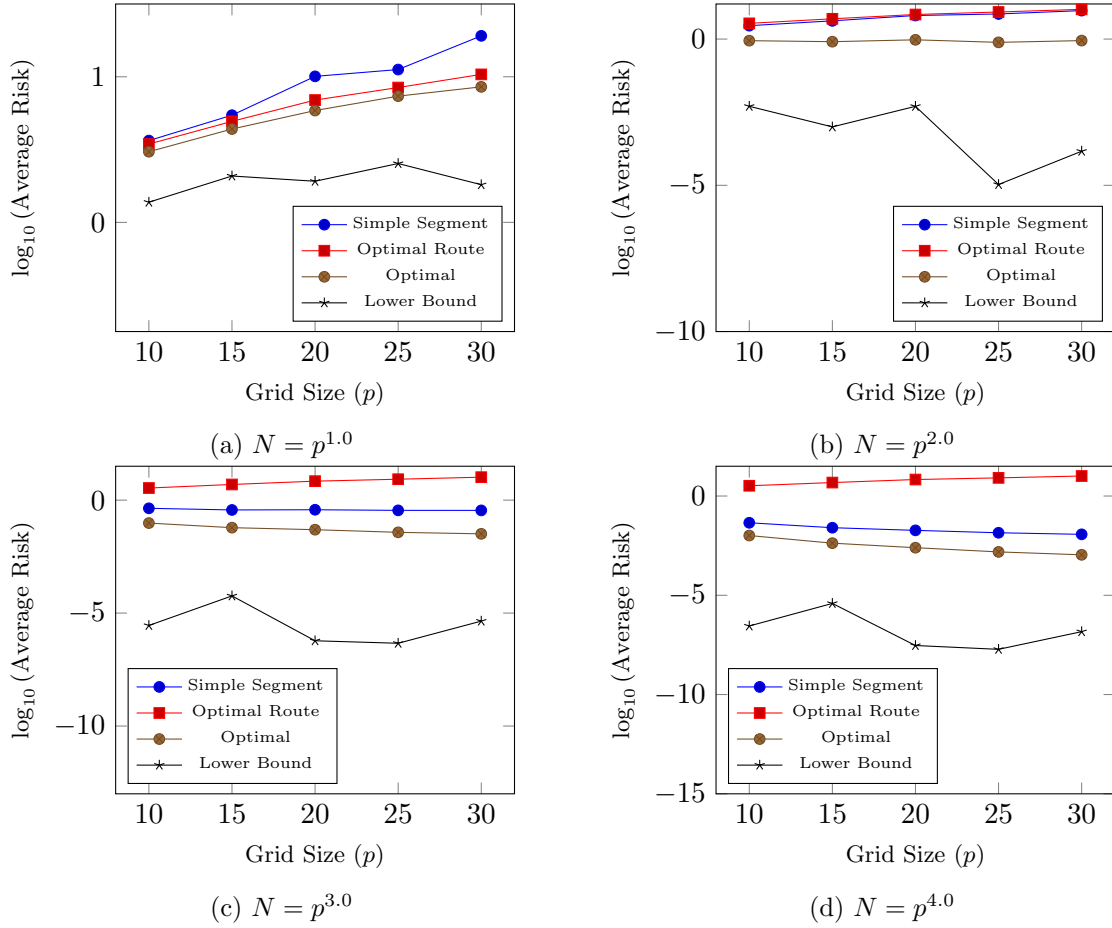 log₁₀ (Average Risk)
1
0
Simple Segment
Optimal Route
Optimal
Lower Bound
10 15 20 25 30
Grid Size (p)
(a) N = p^{1.0}
log₁₀ (Average Risk)
0
−5
−10
Simple Segment
Optimal Route
Optimal
Lower Bound
10 15 20 25 30
Grid Size (p)
(b) N = p^{2.0}
log₁₀ (Average Risk)
0
−5
−10
Simple Segment
Optimal Route
Optimal
Lower Bound
10 15 20 25 30
Grid Size (p)
(c) N = p^{3.0}
log₁₀ (Average Risk)
0
−5
−10
−15
Simple Segment
Optimal Route
Optimal
Lower Bound
10 15 20 25 30
Grid Size (p)
(d) N = p^{4.0}